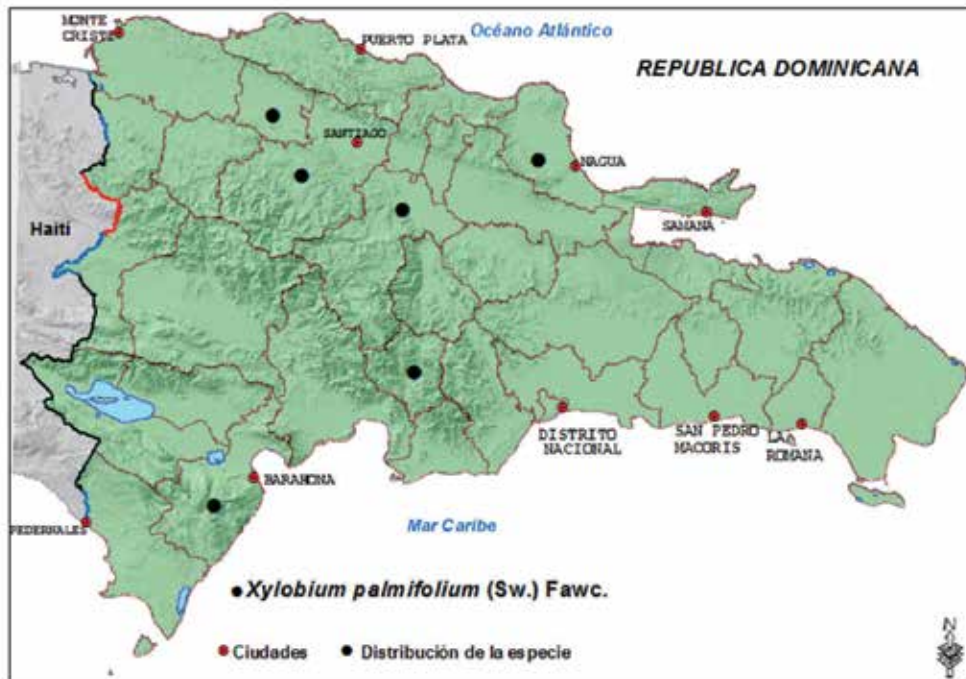 MONTE
CRISTI
PUERTO PLATA
Océano Atlántico
REPUBLICA DOMINICANA
SANTIAGO
NAGUA
SAMANA
Haití
DISTRITO
NACIONAL
SAN PEDRO
MACORIS
LA
ROMANA
BARAHONA
PEDERNALES
Mar Caribe
Xylobium palmifolium (Sw.) Fawc.
Ciudades
Distribución de la especie
N